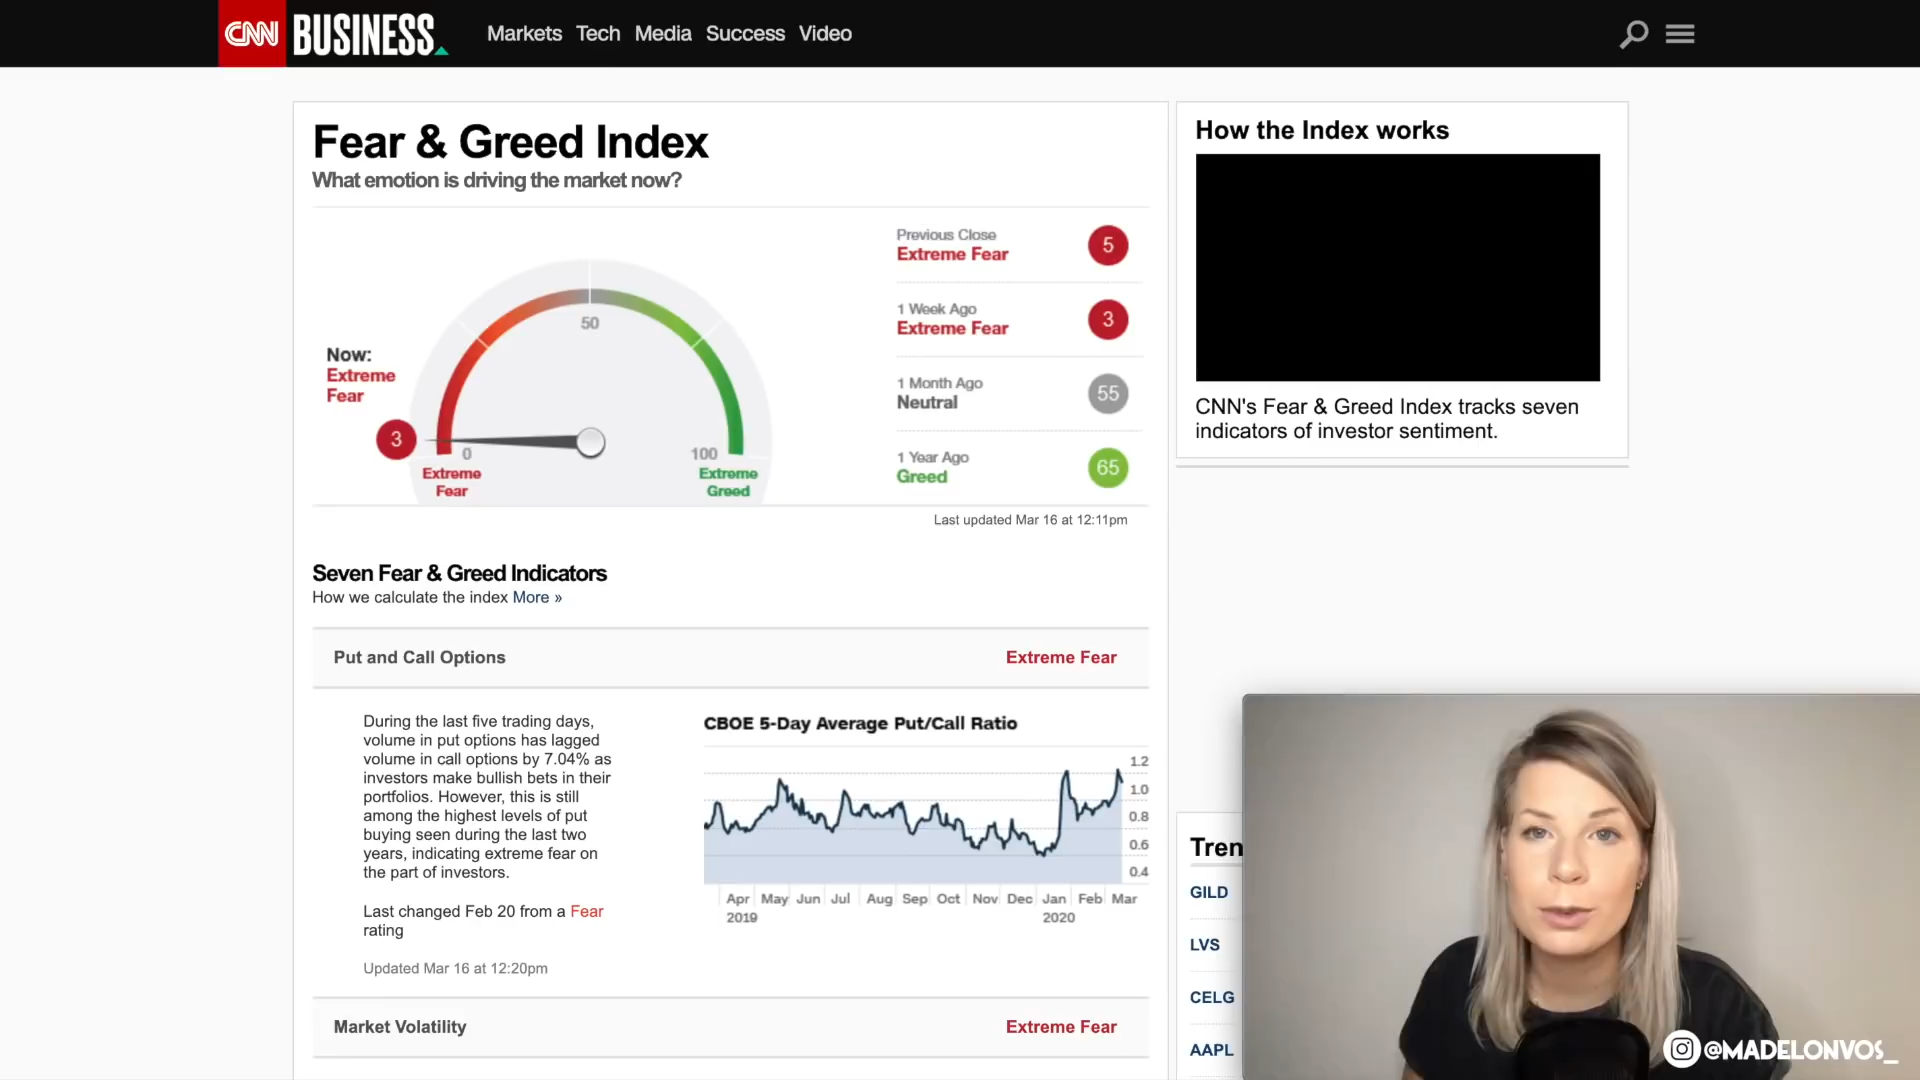 CNN BUSINESS
Markets Tech Media Success Video
Fear & Greed Index
What emotion is driving the market now?
Now:
Extreme
Fear
3
0
50
100
Extreme
Fear
Extreme
Greed
Previous Close
Extreme Fear
5
1 Week Ago
Extreme Fear
3
1 Month Ago
Neutral
55
1 Year Ago
Greed
65
Last updated Mar 16 at 12:11pm
How the Index works
CNN's Fear & Greed Index tracks seven
indicators of investor sentiment.
Seven Fear & Greed Indicators
How we calculate the index More »
Put and Call Options
Extreme Fear
During the last five trading days,
volume in put options has lagged
volume in call options by 7.04% as
investors make bullish bets in their
portfolios. However, this is still
among the highest levels of put
buying seen during the last two
years, indicating extreme fear on
the part of investors.
Last changed Feb 20 from a Fear
rating
Updated Mar 16 at 12:20pm
CBOE 5-Day Average Put/Call Ratio
1.2
1.0
0.8
0.6
0.4
Apr May Jun Jul Aug Sep Oct Nov Dec Jan Feb Mar
2019 2020
Market Volatility
Extreme Fear
Tren
GILD
LVS
CELG
AAPL
@MADELONVOS_